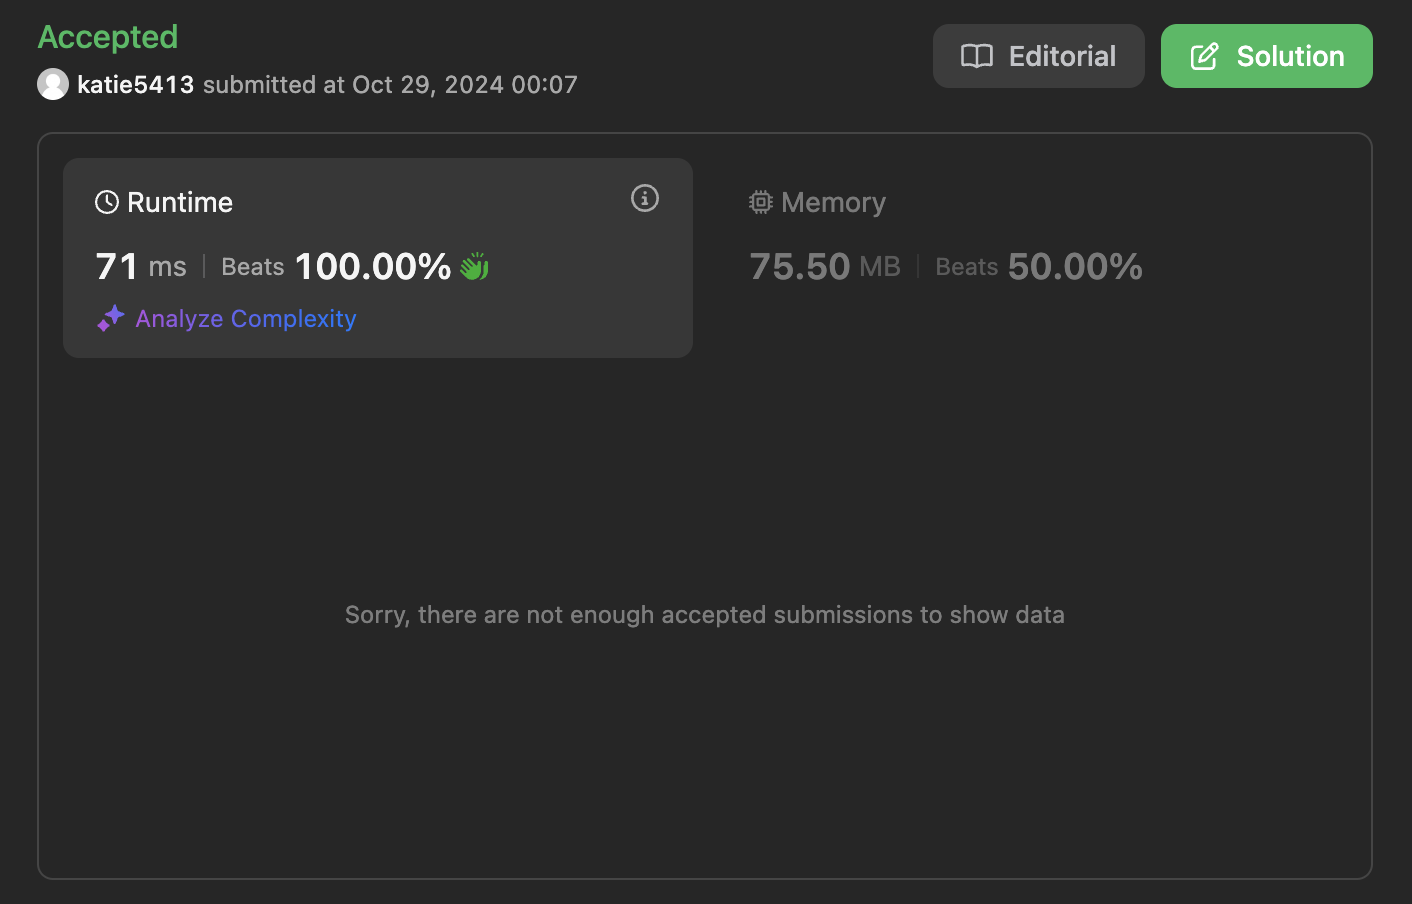 Accepted
katie5413 submitted at Oct 29, 2024 00:07
Editorial
Solution
Runtime
71 ms | Beats 100.00%
Analyze Complexity
Memory
75.50 MB | Beats 50.00%
Sorry, there are not enough accepted submissions to show data